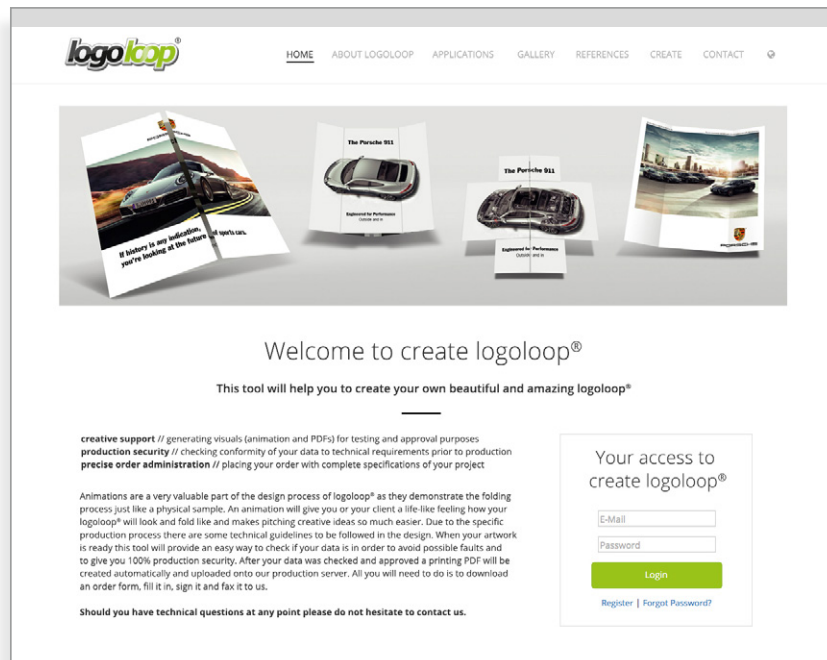 logoloop®
HOME ABOUT LOGOLOOP APPLICATIONS GALLERY REFERENCES CREATE CONTACT
The Porsche 911
The Porsche 911
If history is any indication,
you're looking at the future of sports cars.
Engineered for Performance
Outside and in
Engineered for Performance
Outside and in
PORSCHE
Welcome to create logoloop®
This tool will help you to create your own beautiful and amazing logoloop®
creative support // generating visuals (animation and PDFs) for testing and approval purposes
production security // checking conformity of your data to technical requirements prior to production
precise order administration // placing your order with complete specifications of your project
Animations are a very valuable part of the design process of logoloop® as they demonstrate the folding
process just like a physical sample. An animation will give you or your client a life-like feeling how your
logoloop® will look and fold like and makes pitching creative ideas so much easier. Due to the specific
production process there are some technical guidelines to be followed in the design. When your artwork
is ready this tool will provide an easy way to check if your data is in order to avoid possible faults and
to give you 100% production security. After your data was checked and approved a printing PDF will be
created automatically and uploaded onto our production server. All you will need to do is to download
an order form, fill it in, sign it and fax it to us.
Should you have technical questions at any point please do not hesitate to contact us.
Your access to
create logoloop®
E-Mail
Password
Login
Register | Forgot Password?